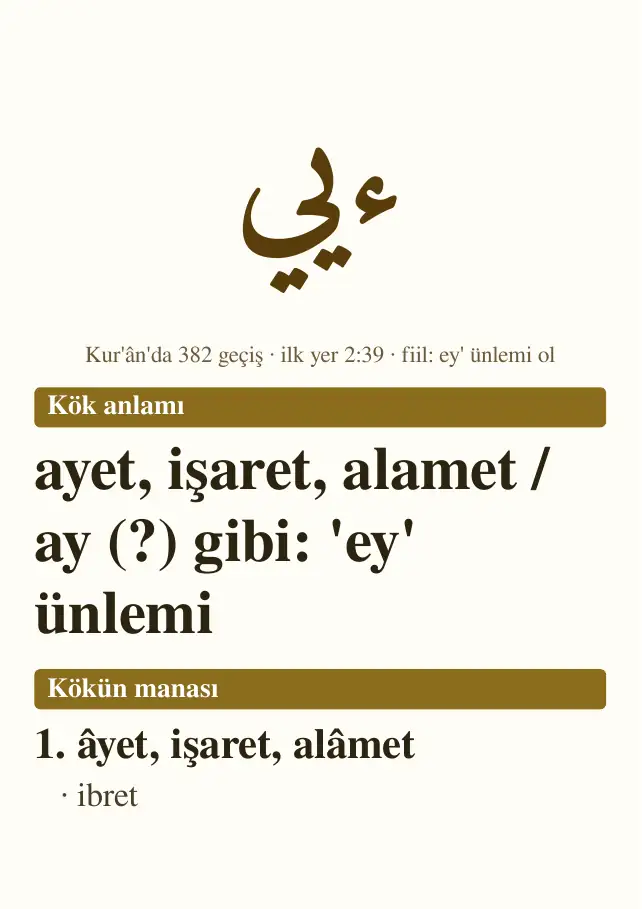 ءيي
Kur'ân'da 382 geçiş · ilk yer 2:39 · fiil: ey' ünlemi ol
Kök anlamı
ayet, işaret, alamet /
ay (?) gibi: 'ey'
ünlemi
Kökün manası
1. âyet, işaret, alâmet
· ibret